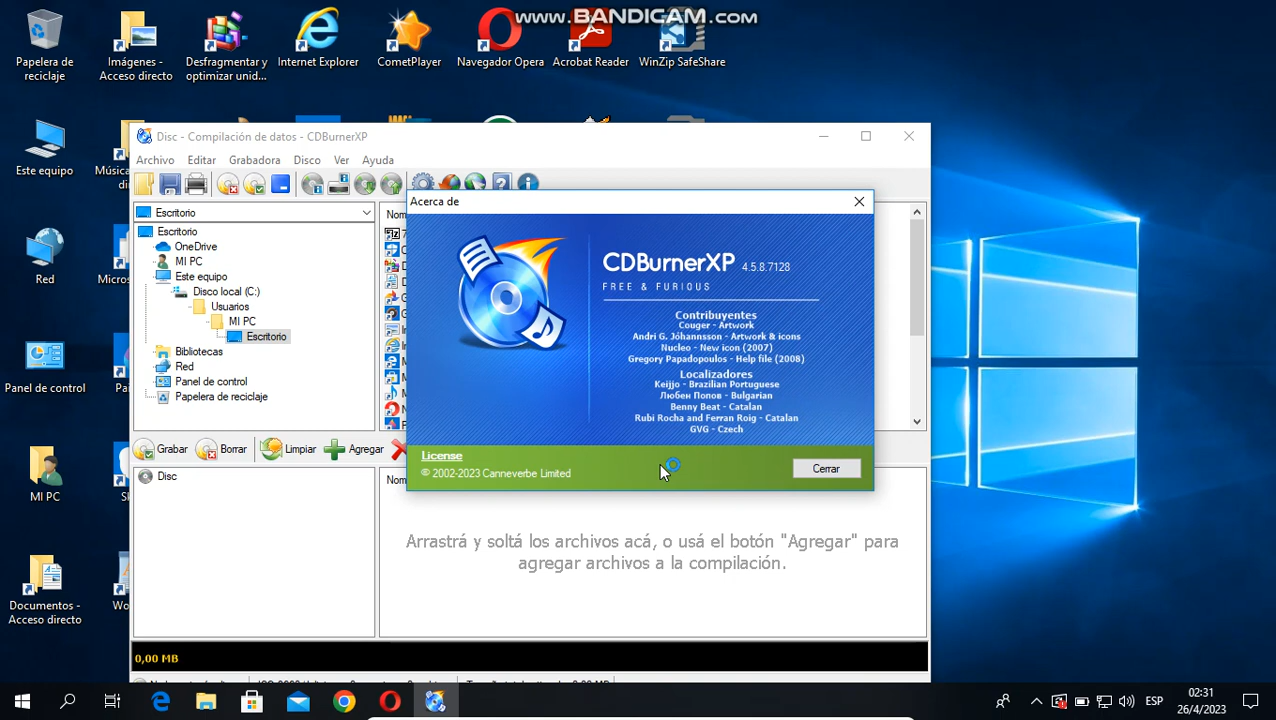 www.BANDICAM.com
Papelera de
reciclaje
Imágenes -
Acceso directo
Desfragmentar y
optimizar unid...
Internet Explorer
CometPlayer
Navegador Opera
Acrobat Reader
WinZip SafeShare
Este equipo
Red
Panel de control
MI PC
Documentos -
Acceso directo
Disc - Compilación de datos - CDBurnerXP
Archivo Editar Grabadora Disco Ver Ayuda
Escritorio
Escritorio
OneDrive
MI PC
Este equipo
Disco local (C:)
Usuarios
MI PC
Escritorio
Bibliotecas
Red
Panel de control
Papelera de reciclaje
Acerca de
CDBurnerXP 4.5.8.7128
FREE & FURIOUS
Contribuyentes
Couger - Artwork
Andri G. Jóhannsson - Artwork & icons
Nucleo - New icon (2007)
Gregory Papadopoulos - Help file (2008)
Localizadores
Keijjo - Brazilian Portuguese
Любен Попов - Bulgarian
Benny Beat - Catalan
Rubi Rocha and Ferran Roig - Catalan
GVG - Czech
License
© 2002-2023 Canneverbe Limited
Cerrar
Grabar Borrar Limpiar Agregar
Disc
Arrastrá y soltá los archivos acá, o usá el botón "Agregar" para
agregar archivos a la compilación.
0,00 MB
ESP
02:31
26/4/2023